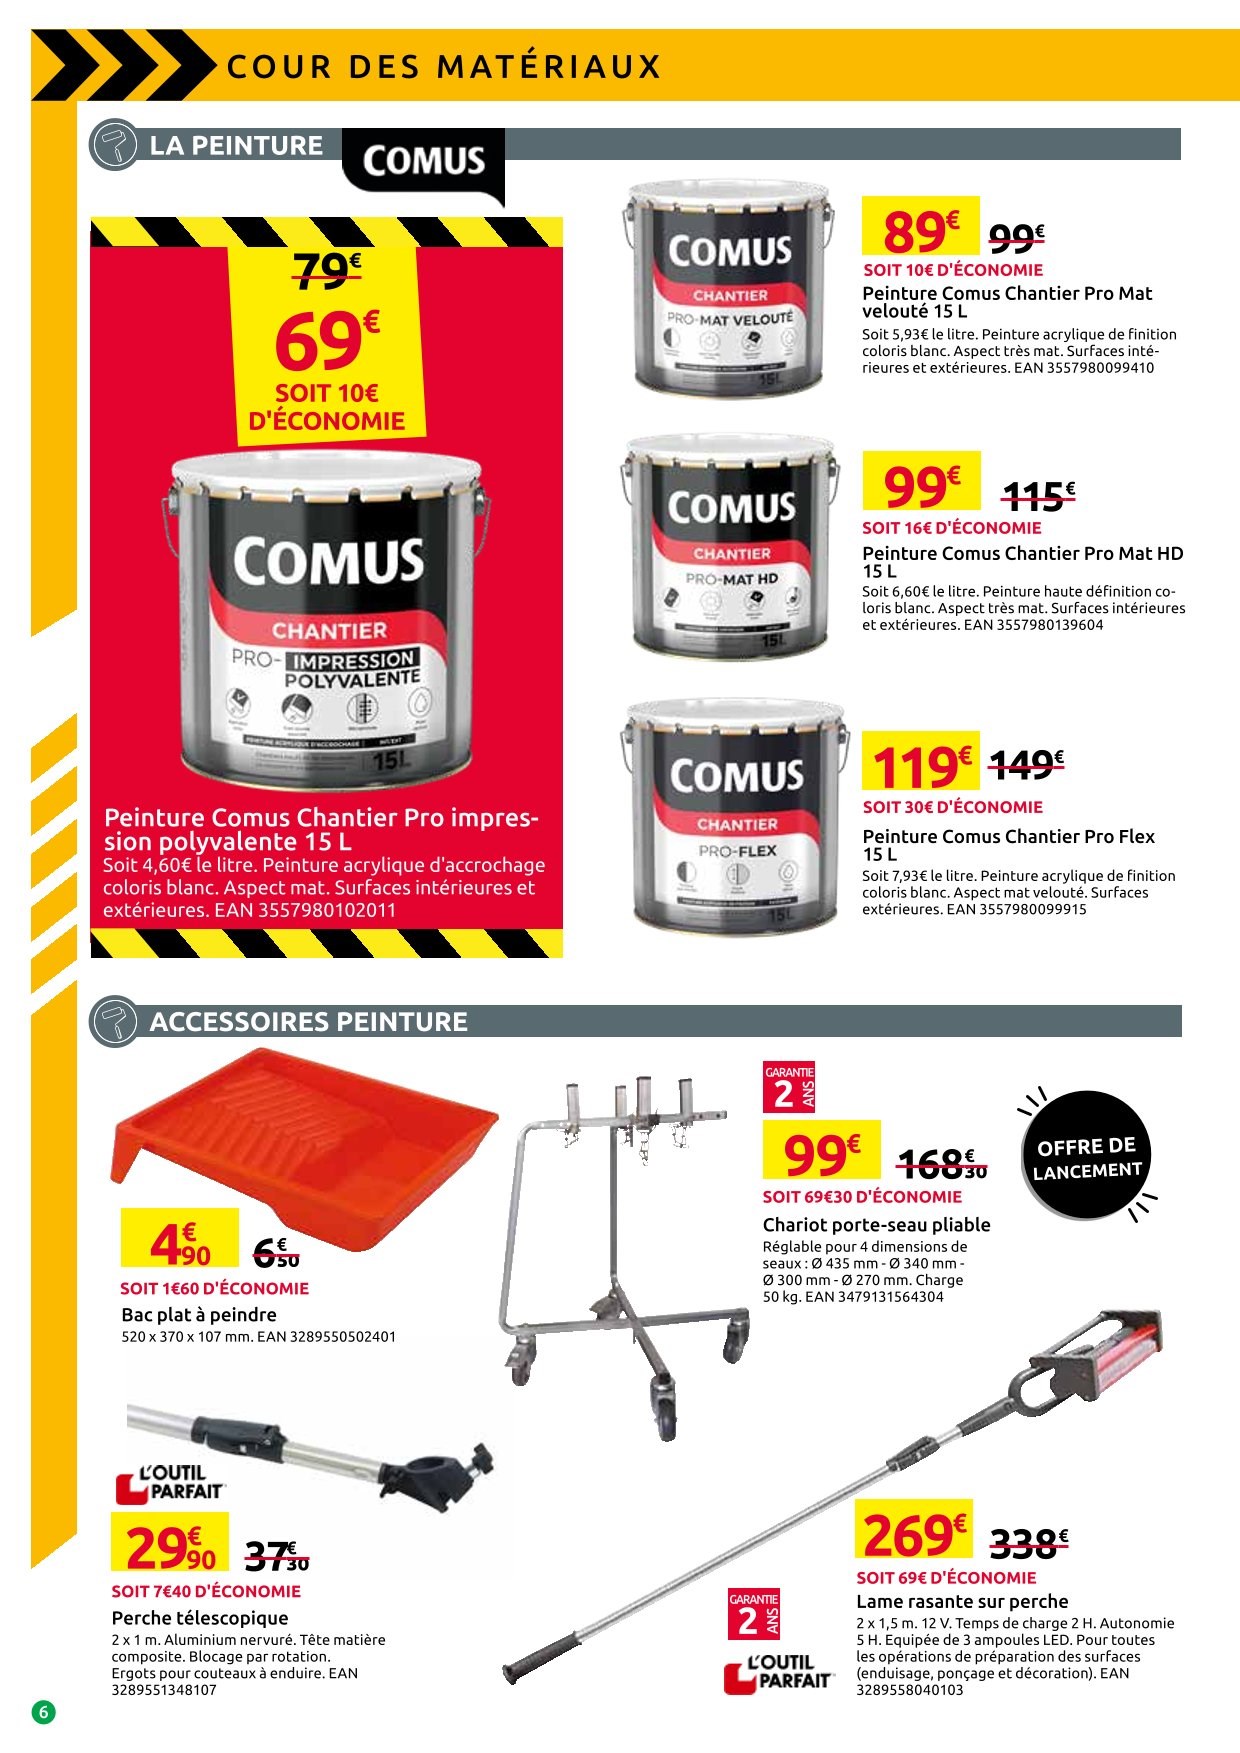 COUR DES MATÉRIAUX
LA PEINTURE
COMUS
79€
69€
SOIT 10€
D'ÉCONOMIE
COMUS
CHANTIER
PRO-IMPRESSION
POLYVALENTE
PEINTURE ACRYLIQUE D'ACCROCHAGE
INT/EXT
15L
Peinture Comus Chantier Pro impres-
sion polyvalente 15 L
Soit 4,60€ le litre. Peinture acrylique d'accrochage
coloris blanc. Aspect mat. Surfaces intérieures et
extérieures. EAN 3557980102011
COMUS
CHANTIER
PRO-MAT VELOUTÉ
15L
89€ 99€
SOIT 10€ D'ÉCONOMIE
Peinture Comus Chantier Pro Mat
velouté 15 L
Soit 5,93€ le litre. Peinture acrylique de finition
coloris blanc. Aspect très mat. Surfaces inté-
rieures et extérieures. EAN 3557980099410
COMUS
CHANTIER
PRO-MAT HD
15L
99€ 115€
SOIT 16€ D'ÉCONOMIE
Peinture Comus Chantier Pro Mat HD
15 L
Soit 6,60€ le litre. Peinture haute définition co-
loris blanc. Aspect très mat. Surfaces intérieures
et extérieures. EAN 3557980139604
COMUS
CHANTIER
PRO-FLEX
15L
119€ 149€
SOIT 30€ D'ÉCONOMIE
Peinture Comus Chantier Pro Flex
15 L
Soit 7,93€ le litre. Peinture acrylique de finition
coloris blanc. Aspect mat velouté. Surfaces
extérieures. EAN 3557980099915
ACCESSOIRES PEINTURE
4€90 6€50
SOIT 1€60 D'ÉCONOMIE
Bac plat à peindre
520 x 370 x 107 mm. EAN 3289550502401
GARANTIE
2 ANS
99€ 168€30
SOIT 69€30 D'ÉCONOMIE
Chariot porte-seau pliable
Réglable pour 4 dimensions de
seaux : Ø 435 mm - Ø 340 mm -
Ø 300 mm - Ø 270 mm. Charge
50 kg. EAN 3479131564304
OFFRE DE
LANCEMENT
L'OUTIL
PARFAIT
29€90 37€30
SOIT 7€40 D'ÉCONOMIE
Perche télescopique
2 x 1 m. Aluminium nervuré. Tête matière
composite. Blocage par rotation.
Ergots pour couteaux à enduire. EAN
3289551348107
GARANTIE
2 ANS
L'OUTIL
PARFAIT
269€ 338€
SOIT 69€ D'ÉCONOMIE
Lame rasante sur perche
2 x 1,5 m. 12 V. Temps de charge 2 H. Autonomie
5 H. Equipée de 3 ampoules LED. Pour toutes
les opérations de préparation des surfaces
(enduisage, ponçage et décoration). EAN
3289558040103
6